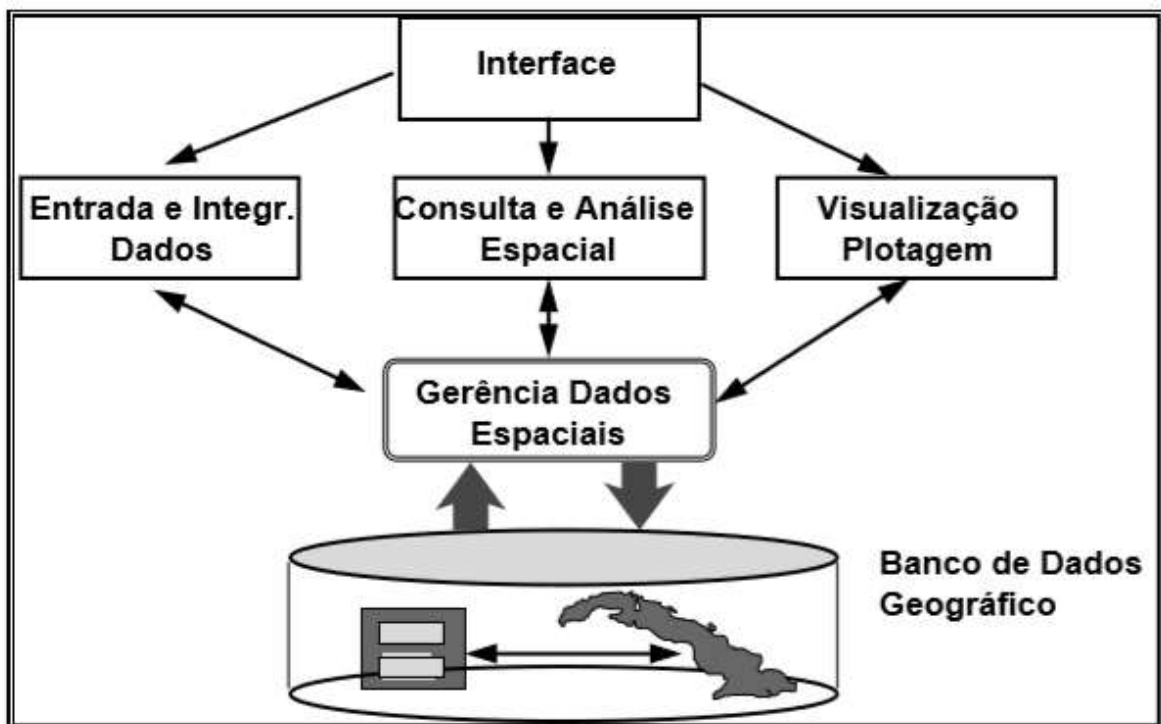 Interface
Entrada e Integr.
Dados
Consulta e Análise
Espacial
Visualização
Plotagem
Gerência Dados
Espaciais
Banco de Dados
Geográfico